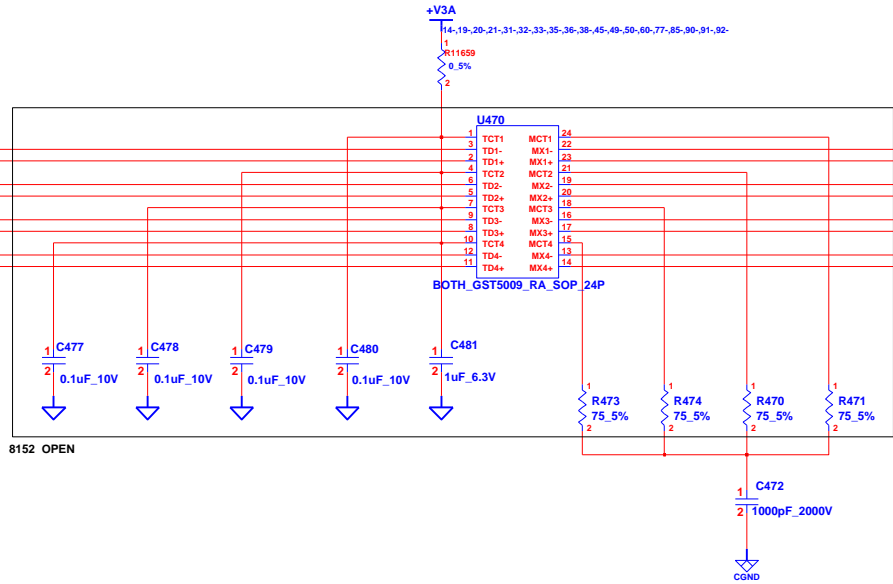 +V3A
14-,19-,20-,21-,31-,32-,33-,35-,36-,38-,45-,49-,50-,60-,77-,85-,90-,91-,92-
1
R11659
0_5%
2
U470
1 TCT1 MCT1 24
3 TD1- MX1- 22
2 TD1+ MX1+ 23
4 TCT2 MCT2 21
6 TD2- MX2- 19
5 TD2+ MX2+ 20
7 TCT3 MCT3 18
9 TD3- MX3- 16
8 TD3+ MX3+ 17
10 TCT4 MCT4 15
12 TD4- MX4- 13
11 TD4+ MX4+ 14
BOTH_GST5009_RA_SOP_24P
1 C477 1 C478 1 C479 1 C480 1 C481
2 0.1uF_10V 2 0.1uF_10V 2 0.1uF_10V 2 0.1uF_10V 2 1uF_6.3V
1 1 1 1
R473 R474 R470 R471
75_5% 75_5% 75_5% 75_5%
2 2 2 2
8152 OPEN
1 C472
2 1000pF_2000V
CGND